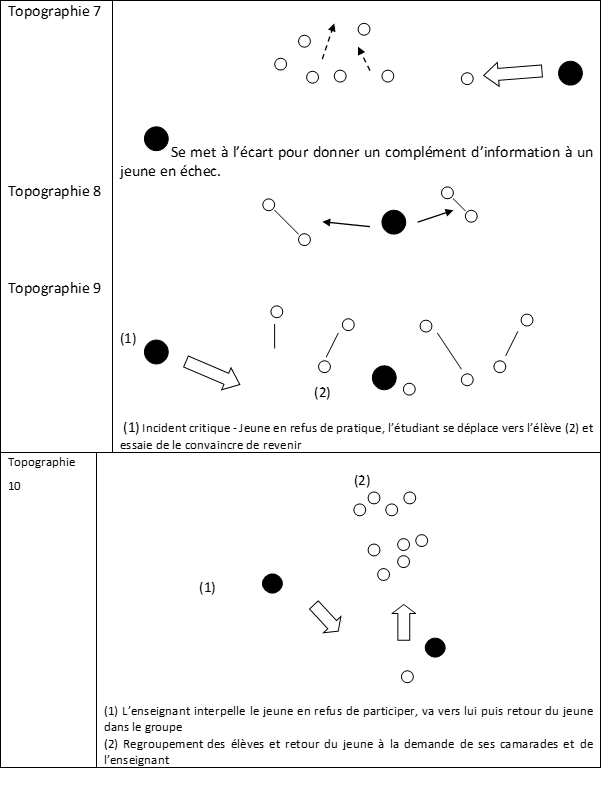 Topographie 7
Se met à l'écart pour donner un complément d'information à un
jeune en échec.
Topographie 8
Topographie 9
(1)
(2)
(1) Incident critique - Jeune en refus de pratique, l'étudiant se déplace vers l'élève (2) et
essaie de le convaincre de revenir
Topographie
10
(2)
(1)
(1) L'enseignant interpelle le jeune en refus de participer, va vers lui puis retour du jeune
dans le groupe
(2) Regroupement des élèves et retour du jeune à la demande de ses camarades et de
l'enseignant